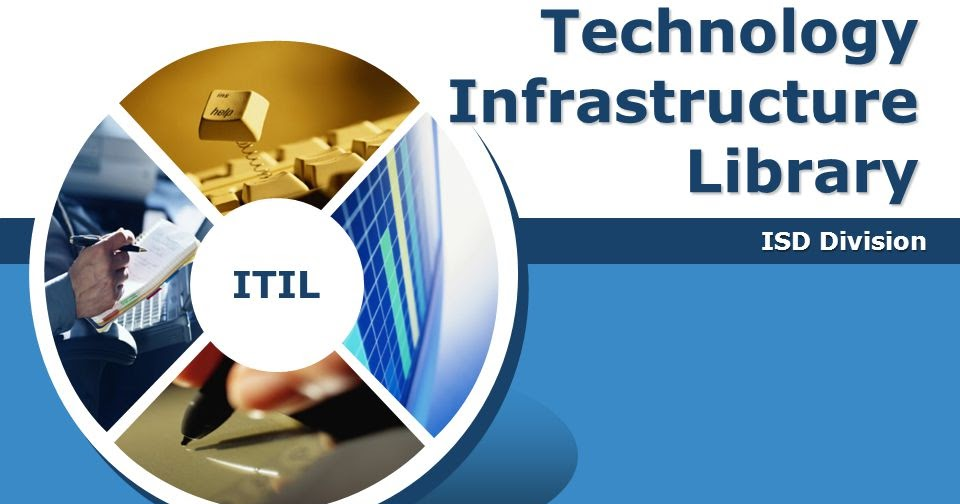 Technology
Infrastructure
Library
ISD Division
ITIL
help